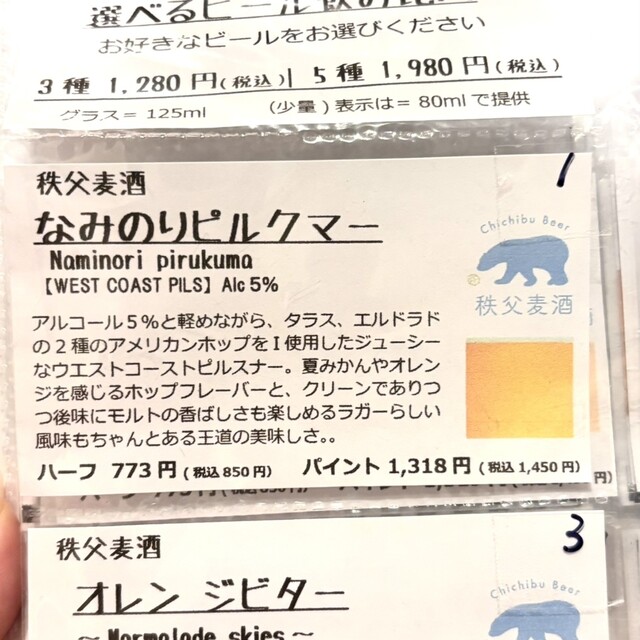 選べるビール飲み比
お好きなビールをお選びください
3種 1,280円(税込)| 5種 1,980円(税込)
グラス= 125ml (少量)表示は= 80mlで提供
1
秩父麦酒
なみのりピルクマー
Naminori pirukuma
【WEST COAST PILS】Alc 5%
Chichibu Beer
秩父麦酒
アルコール5%と軽めながら、タラス、エルドラド
の2種のアメリカンホップをI使用したジューシー
なウエストコーストピルスナー。夏みかんやオレン
ジを感じるホップフレーバーと、クリーンでありつ
つ後味にモルトの香ばしさも楽しめるラガーらしい
風味もちゃんとある王道の美味しさ。。
ハーフ 773円(税込850円) パイント1,318円(税込1,450円)
3
秩父麦酒
オレンジビター
～Marmalade skies～
Chichibu Beer